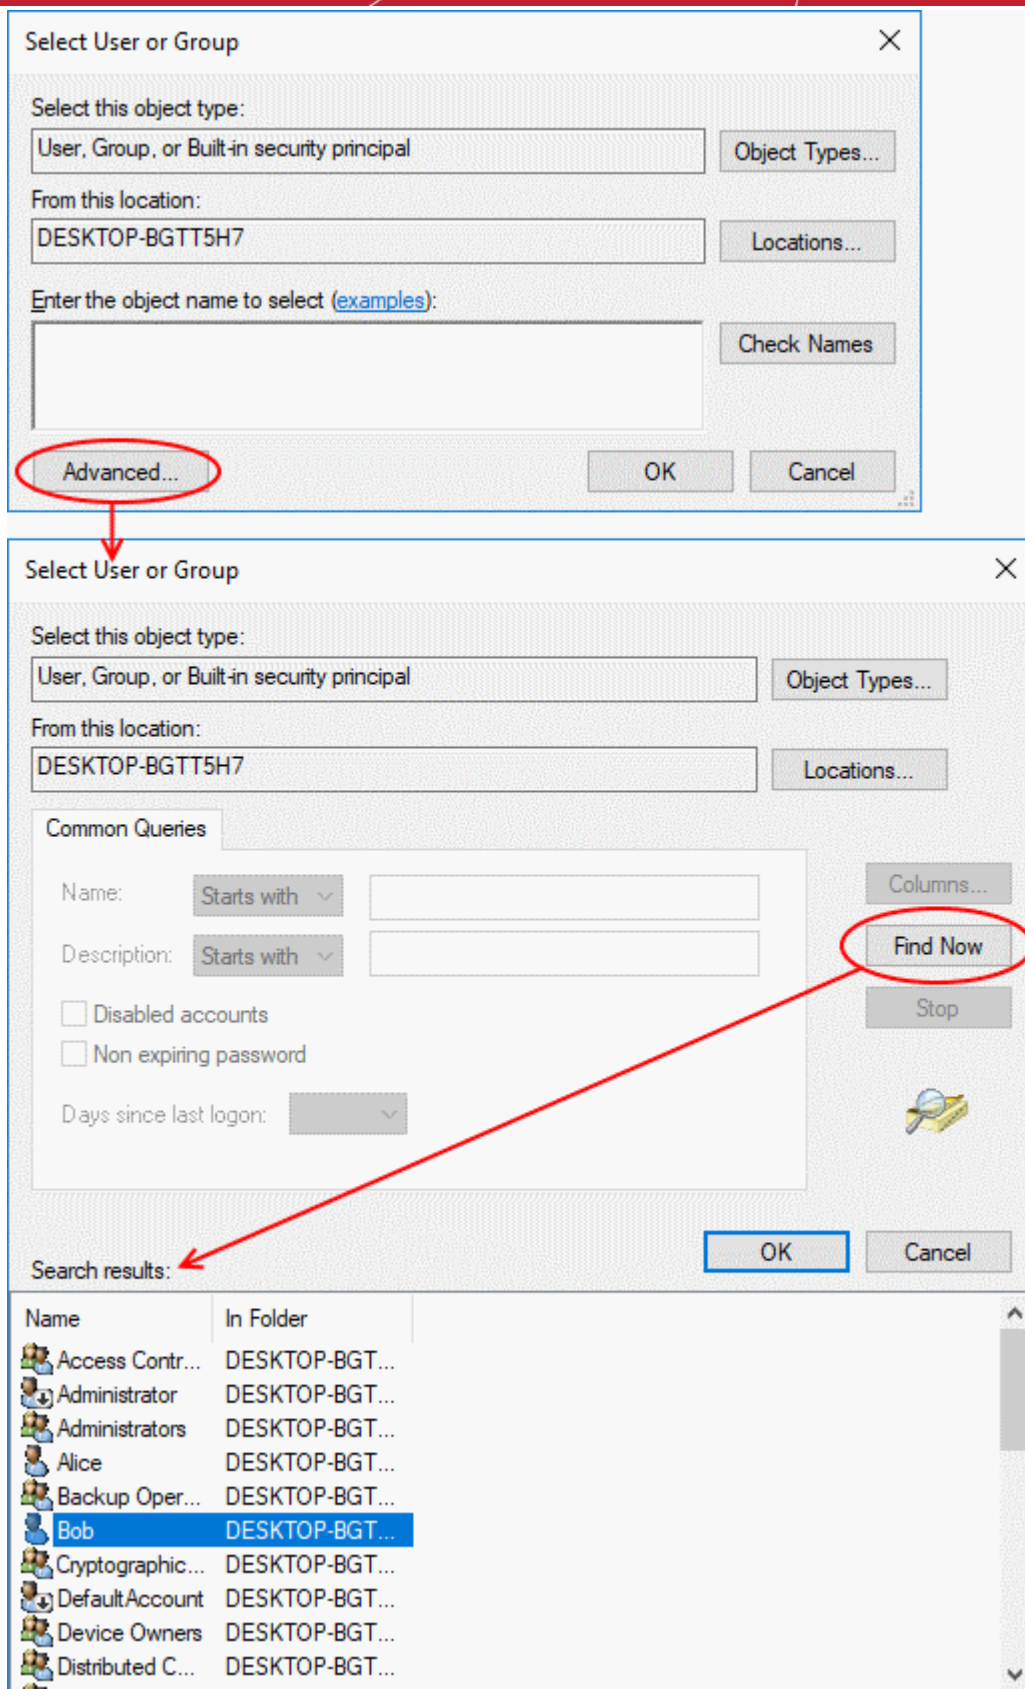 Select User or Group
Select this object type:
User, Group, or Built-in security principal
Object Types...
From this location:
DESKTOP-BGTT5H7
Locations...
Enter the object name to select (examples):
Check Names
Advanced...
OK
Cancel
Select User or Group
Select this object type:
User, Group, or Built-in security principal
Object Types...
From this location:
DESKTOP-BGTT5H7
Locations...
Common Queries
Name:
Starts with
Columns...
Description:
Starts with
Find Now
Disabled accounts
Stop
Non expiring password
Days since last logon:
OK
Cancel
Search results:
Name In Folder
Access Contr... DESKTOP-BGT...
Administrator DESKTOP-BGT...
Administrators DESKTOP-BGT...
Alice DESKTOP-BGT...
Backup Oper... DESKTOP-BGT...
Bob DESKTOP-BGT...
Cryptographic... DESKTOP-BGT...
DefaultAccount DESKTOP-BGT...
Device Owners DESKTOP-BGT...
Distributed C... DESKTOP-BGT...